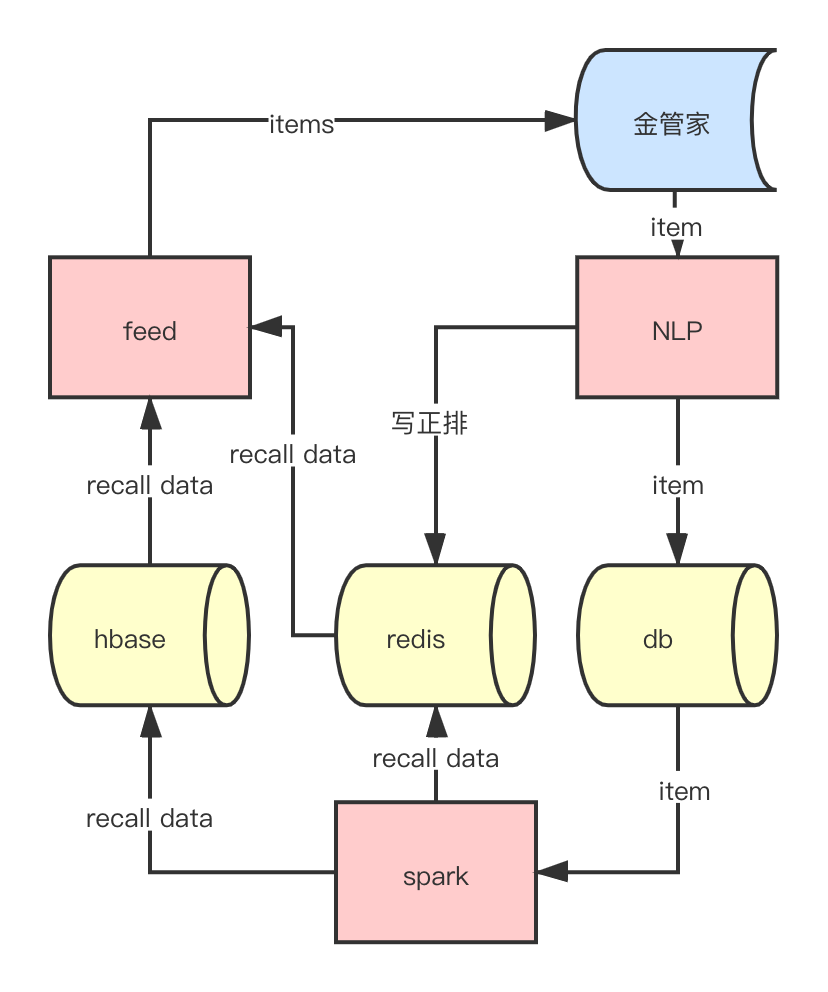 金管家
items
item
feed
NLP
写正排
recall data
recall data
item
hbase
redis
db
recall data
item
recall data
spark